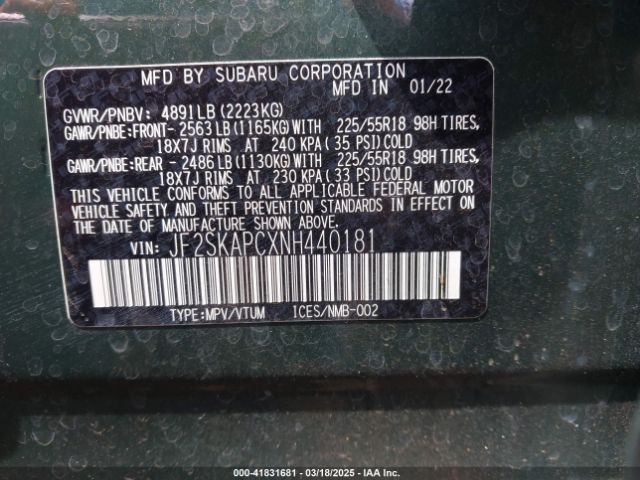 MFD BY SUBARU CORPORATION
MFD IN 01/22
GVWR/PNBV: 4891LB (2223KG)
GAWR/PNBE:FRONT- 2563 LB (1165KG) WITH 225/55R18 98H TIRES,
18X7J RIMS AT 240 KPA ( 35 PSI) COLD
GAWR/PNBE:REAR - 2486 LB (1130KG) WITH 225/55R18 98H TIRES,
18X7J RIMS AT 230 KPA ( 33 PSI) COLD
THIS VEHICLE CONFORMS TO ALL APPLICABLE FEDERAL MOTOR
VEHICLE SAFETY AND THEFT PREVENTION STANDARDS IN EFFECT ON
THE DATE OF MANUFACTURE SHOWN ABOVE.
VIN: JF2SKAPCXNH440181
TYPE:MPV/VTUM ICES/NMB-002
000-41831681 | 03/18/2025 | IAA Inc.